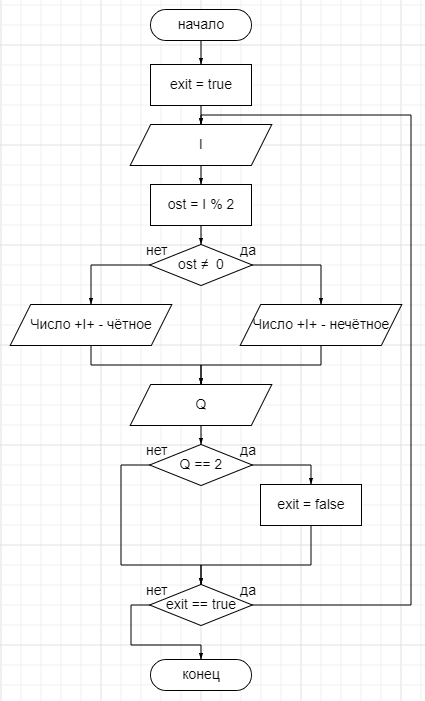 начало
exit = true
I
ost = I % 2
нет
да
ost ≠ 0
Число +I+ - чётное
Число +I+ - нечётное
Q
нет
да
Q == 2
exit = false
нет
да
exit == true
конец